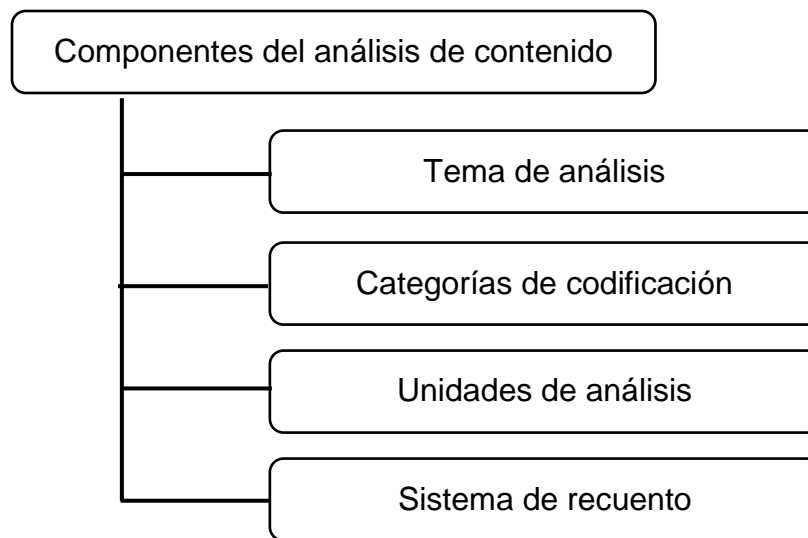 Componentes del análisis de contenido
Tema de análisis
Categorías de codificación
Unidades de análisis
Sistema de recuento